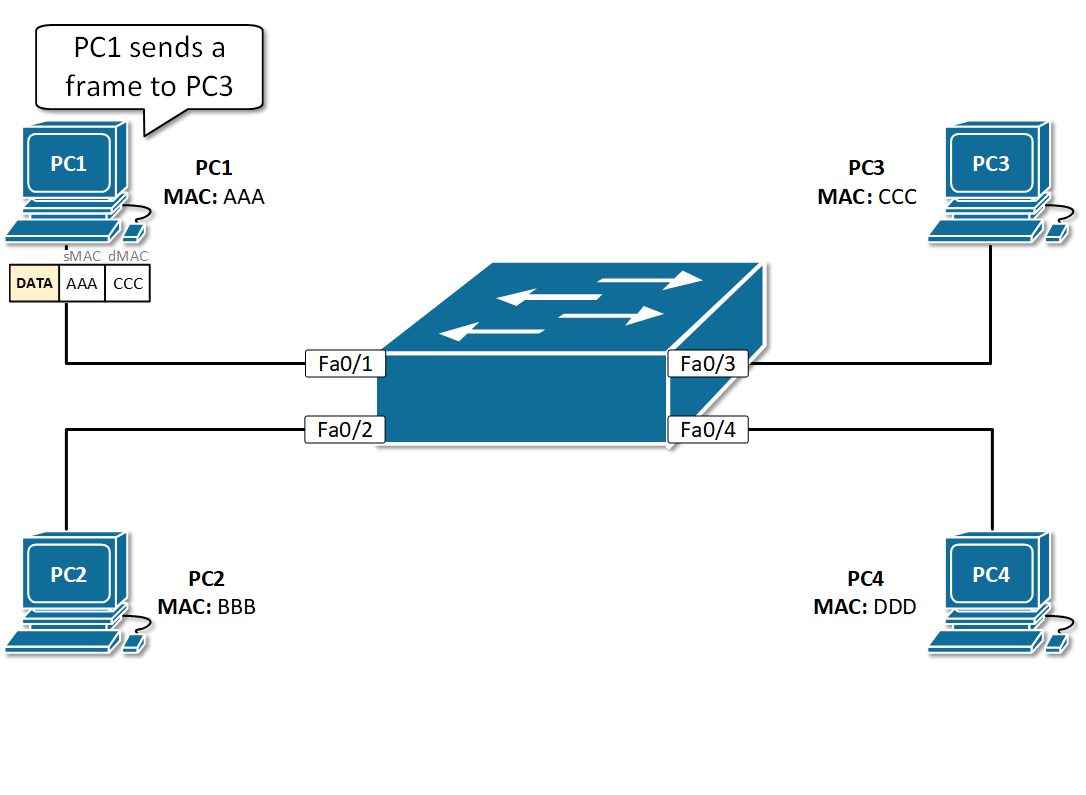 PC1 sends a
frame to PC3
PC1
PC1
MAC: AAA
sMAC dMAC
DATA AAA CCC
PC3
MAC: CCC
PC3
Fa0/1
Fa0/3
Fa0/2
Fa0/4
PC2
PC2
MAC: BBB
PC4
MAC: DDD
PC4